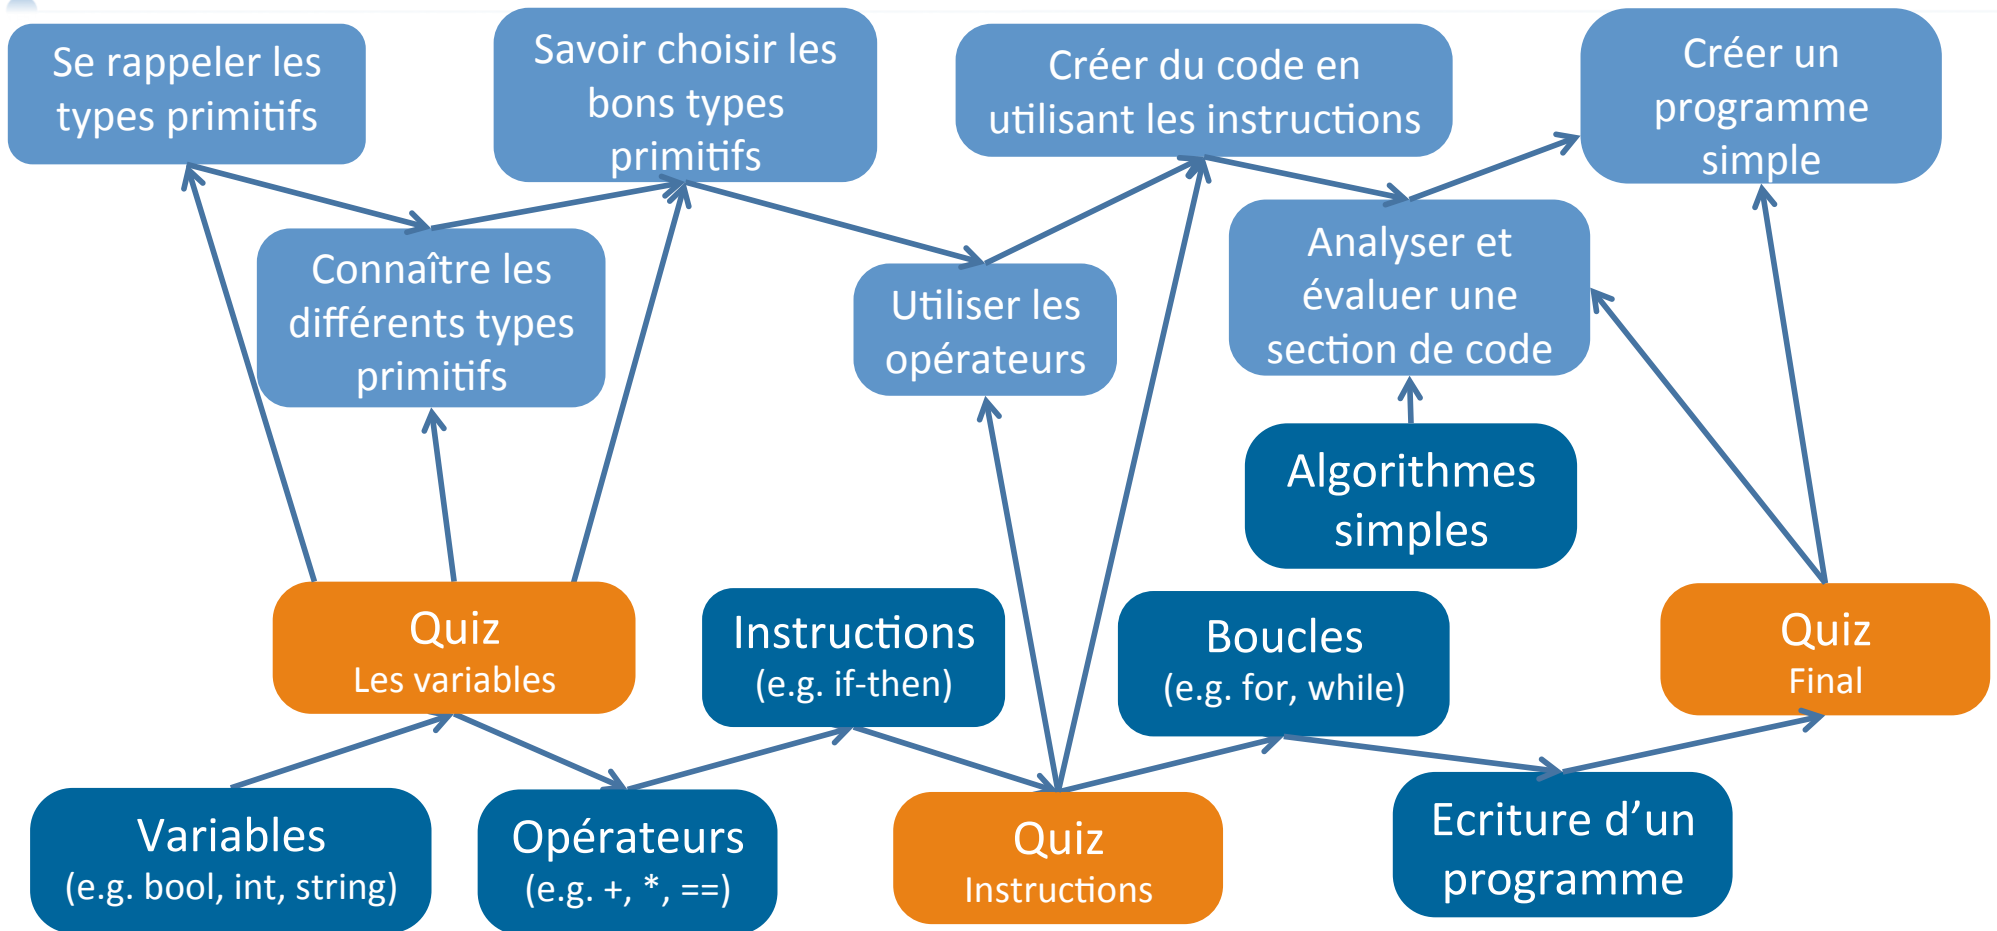 Se rappeler les
types primitifs
Savoir choisir les
bons types
primitifs
Créer du code en
utilisant les instructions
Créer un
programme
simple
Connaître les
différents types
primitifs
Utiliser les
opérateurs
Analyser et
évaluer une
section de code
Algorithmes
simples
Quiz
Les variables
Instructions
(e.g. if-then)
Boucles
(e.g. for, while)
Quiz
Final
Variables
(e.g. bool, int, string)
Opérateurs
(e.g. +, *, ==)
Quiz
Instructions
Ecriture d’un
programme